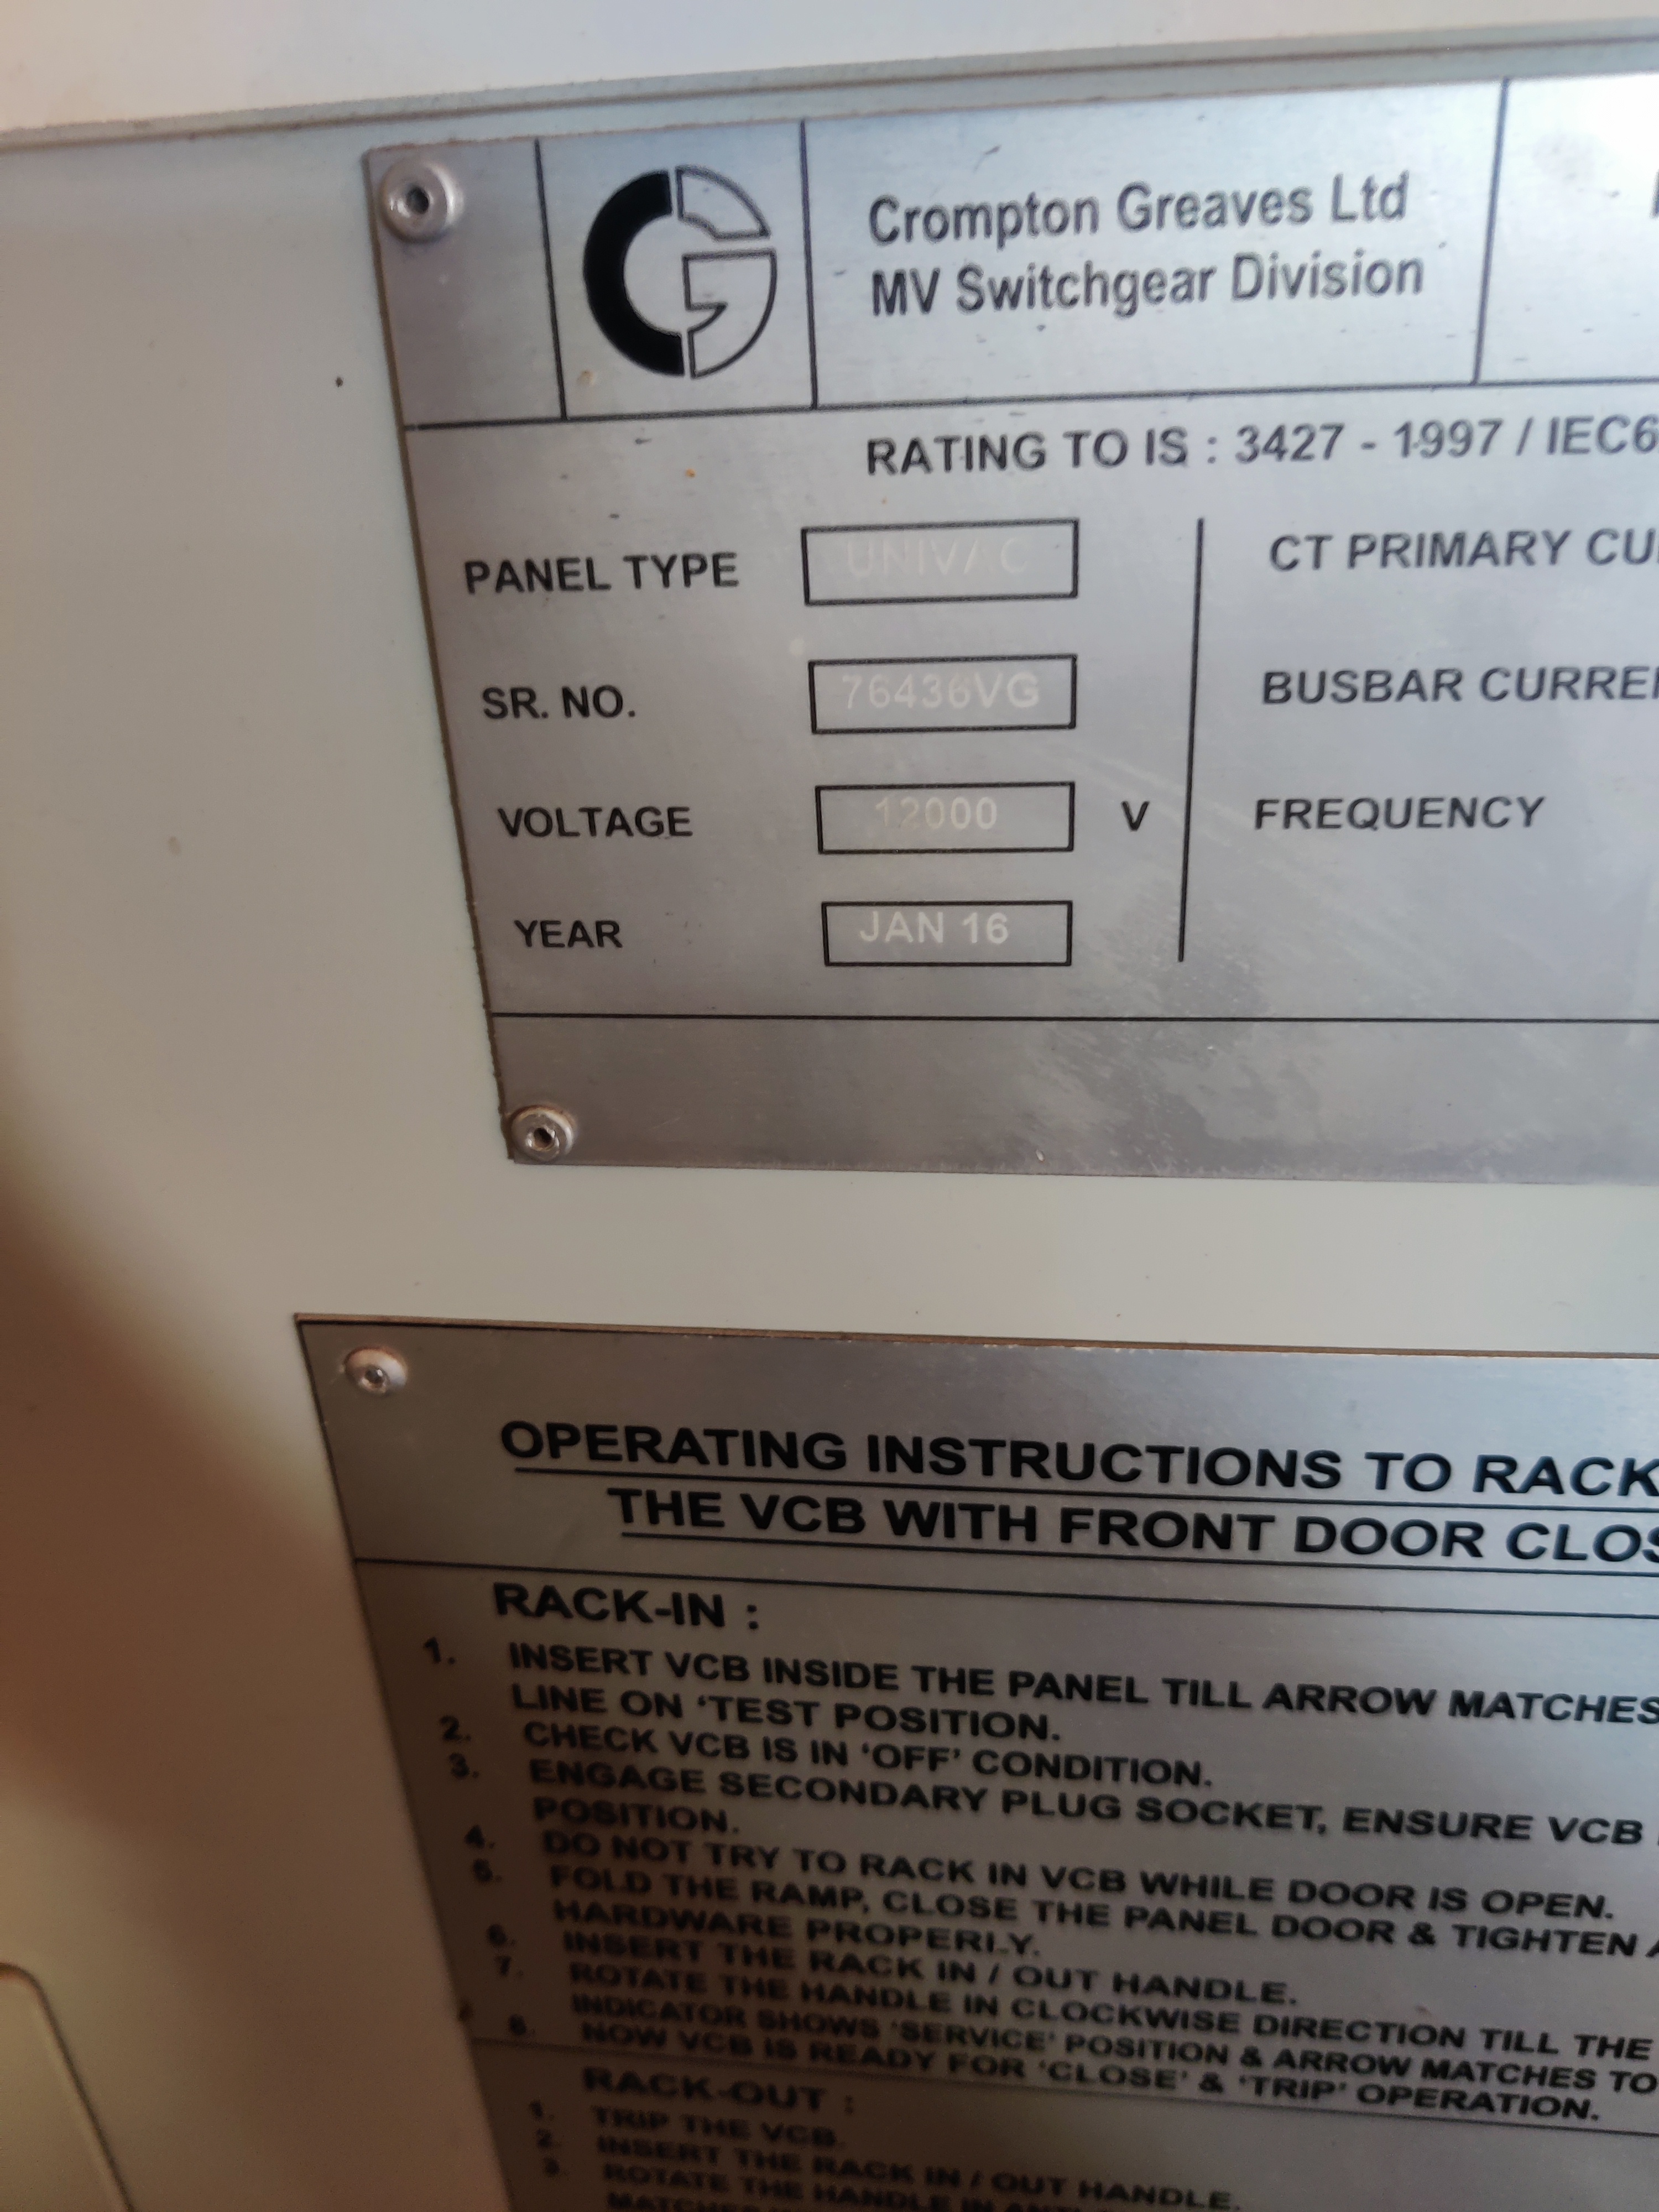 Crompton Greaves Ltd
MV Switchgear Division
RATING TO IS : 3427 - 1997 / IEC6
PANEL TYPE UNIVAC
CT PRIMARY CU
SR. NO. 76436VG
BUSBAR CURRE
VOLTAGE 12000 V
FREQUENCY
YEAR JAN 16
OPERATING INSTRUCTIONS TO RACK
THE VCB WITH FRONT DOOR CLOS
RACK-IN :
1. INSERT VCB INSIDE THE PANEL TILL ARROW MATCHES
LINE ON ‘TEST POSITION.
2. CHECK VCB IS IN ‘OFF’ CONDITION.
3. ENGAGE SECONDARY PLUG SOCKET, ENSURE VCB
POSITION.
4. DO NOT TRY TO RACK IN VCB WHILE DOOR IS OPEN.
5. FOLD THE RAMP, CLOSE THE PANEL DOOR & TIGHTEN
HARDWARE PROPERLY.
6. INSERT THE RACK IN / OUT HANDLE.
7. ROTATE THE HANDLE IN CLOCKWISE DIRECTION TILL THE
INDICATOR SHOWS ‘SERVICE’ POSITION & ARROW MATCHES TO
8. NOW VCB IS READY FOR ‘CLOSE’ & ‘TRIP’ OPERATION.
RACK-OUT :
1. TRIP THE VCB.
2. INSERT THE RACK IN / OUT HANDLE.
3. ROTATE THE HANDLE IN